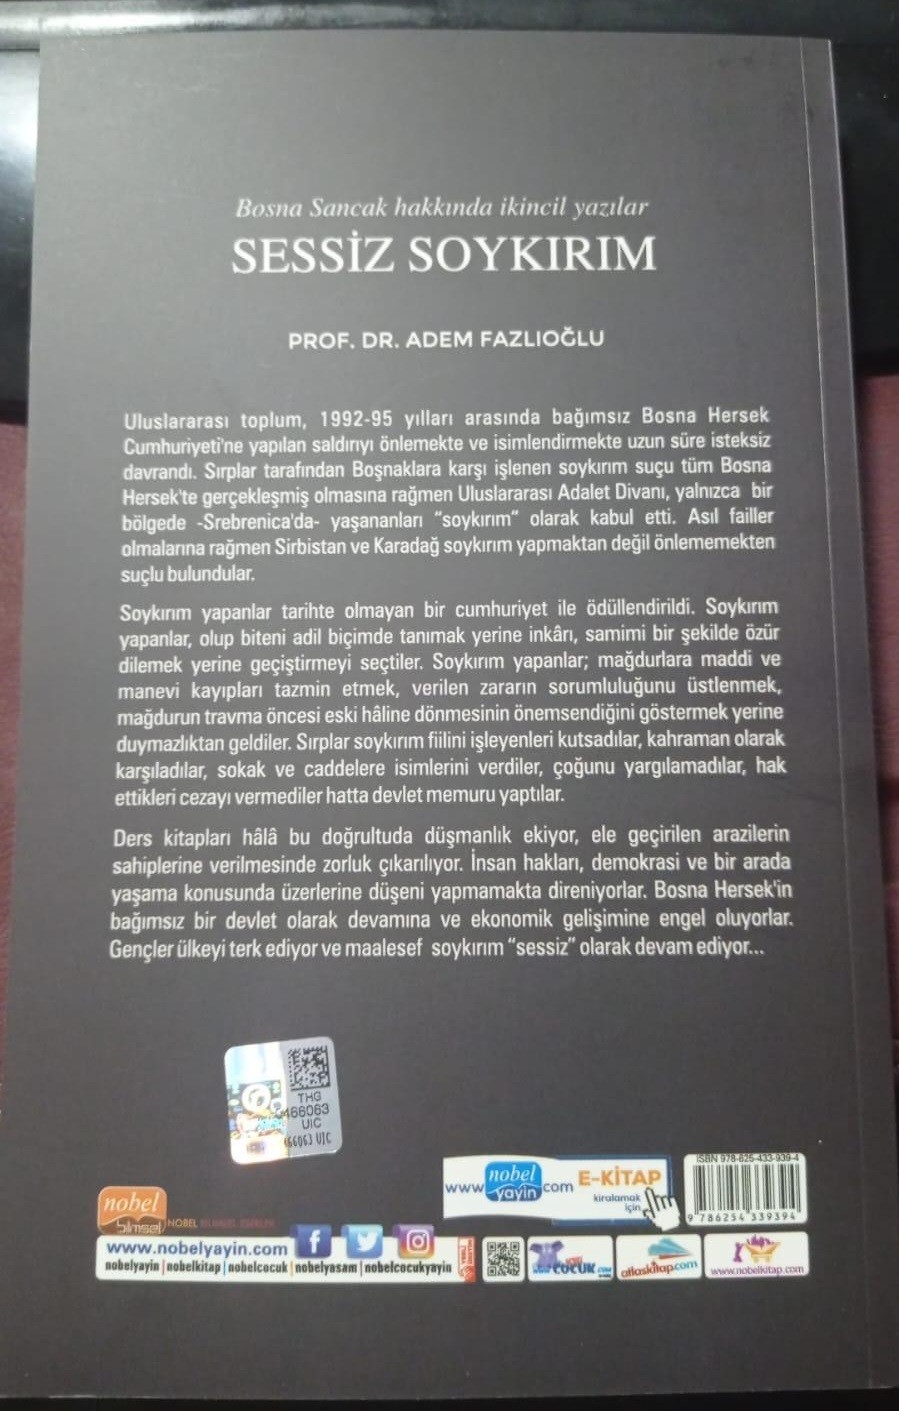 Bosna Sancak hakkında ikincil yazılar
SESSİZ SOYKIRIM
PROF. DR. ADEM FAZLIOĞLU
Uluslararası toplum, 1992-95 yılları arasında bağımsız Bosna Hersek
Cumhuriyeti'ne yapılan saldırıyı önlemekte ve isimlendirmekte uzun süre isteksiz
davrandı. Sırplar tarafından Boşnaklara karşı işlenen soykırım suçu tüm Bosna
Hersek'te gerçekleşmiş olmasına rağmen Uluslararası Adalet Divanı, yalnızca bir
bölgede -Srebrenica'da- yaşananları "soykırım" olarak kabul etti. Asıl failler
olmalarına rağmen Sirbistan ve Karadağ soykırım yapmaktan değil önlememekten
suçlu bulundular.
Soykırım yapanlar tarihte olmayan bir cumhuriyet ile ödüllendirildi. Soykırım
yapanlar, olup biteni adil biçimde tanımak yerine inkârı, samimi bir şekilde özür
dilemek yerine geçiştirmeyi seçtiler. Soykırım yapanlar; mağdurlara maddi ve
manevi kayıpları tazmin etmek, verilen zararın sorumluluğunu üstlenmek,
mağdurun travma öncesi eski hâline dönmesinin önemsendiğini göstermek yerine
duymazlıktan geldiler. Sırplar soykırım fiilini işleyenleri kutsadılar, kahraman olarak
karşıladılar, sokak ve caddelere isimlerini verdiler, çoğunu yargılamadılar, hak
ettikleri cezayı vermediler hatta devlet memuru yaptılar.
Ders kitapları hâlâ bu doğrultuda düşmanlık ekiyor, ele geçirilen arazilerin
sahiplerine verilmesinde zorluk çıkarılıyor. İnsan hakları, demokrasi ve bir arada
yaşama konusunda üzerlerine düşeni yapmamakta direniyorlar. Bosna Hersek'in
bağımsız bir devlet olarak devamına ve ekonomik gelişimine engel oluyorlar.
Gençler ülkeyi terk ediyor ve maalesef soykırım "sessiz" olarak devam ediyor...
THG
466063
UIC
66063 UIC
www.nobelyayin.com E-KİTAP
kiralamak
için
ISBN 978-625-433-939-4
9 786254 339394
nobel
bilimsel NOBEL
www.nobelyayin.com
nobelyayin | nobelkitap | nobelcocuk | nobelyasam | nobelcocukyayin
COCUK.com
atlaskitap.com
www.nobelkitap.com